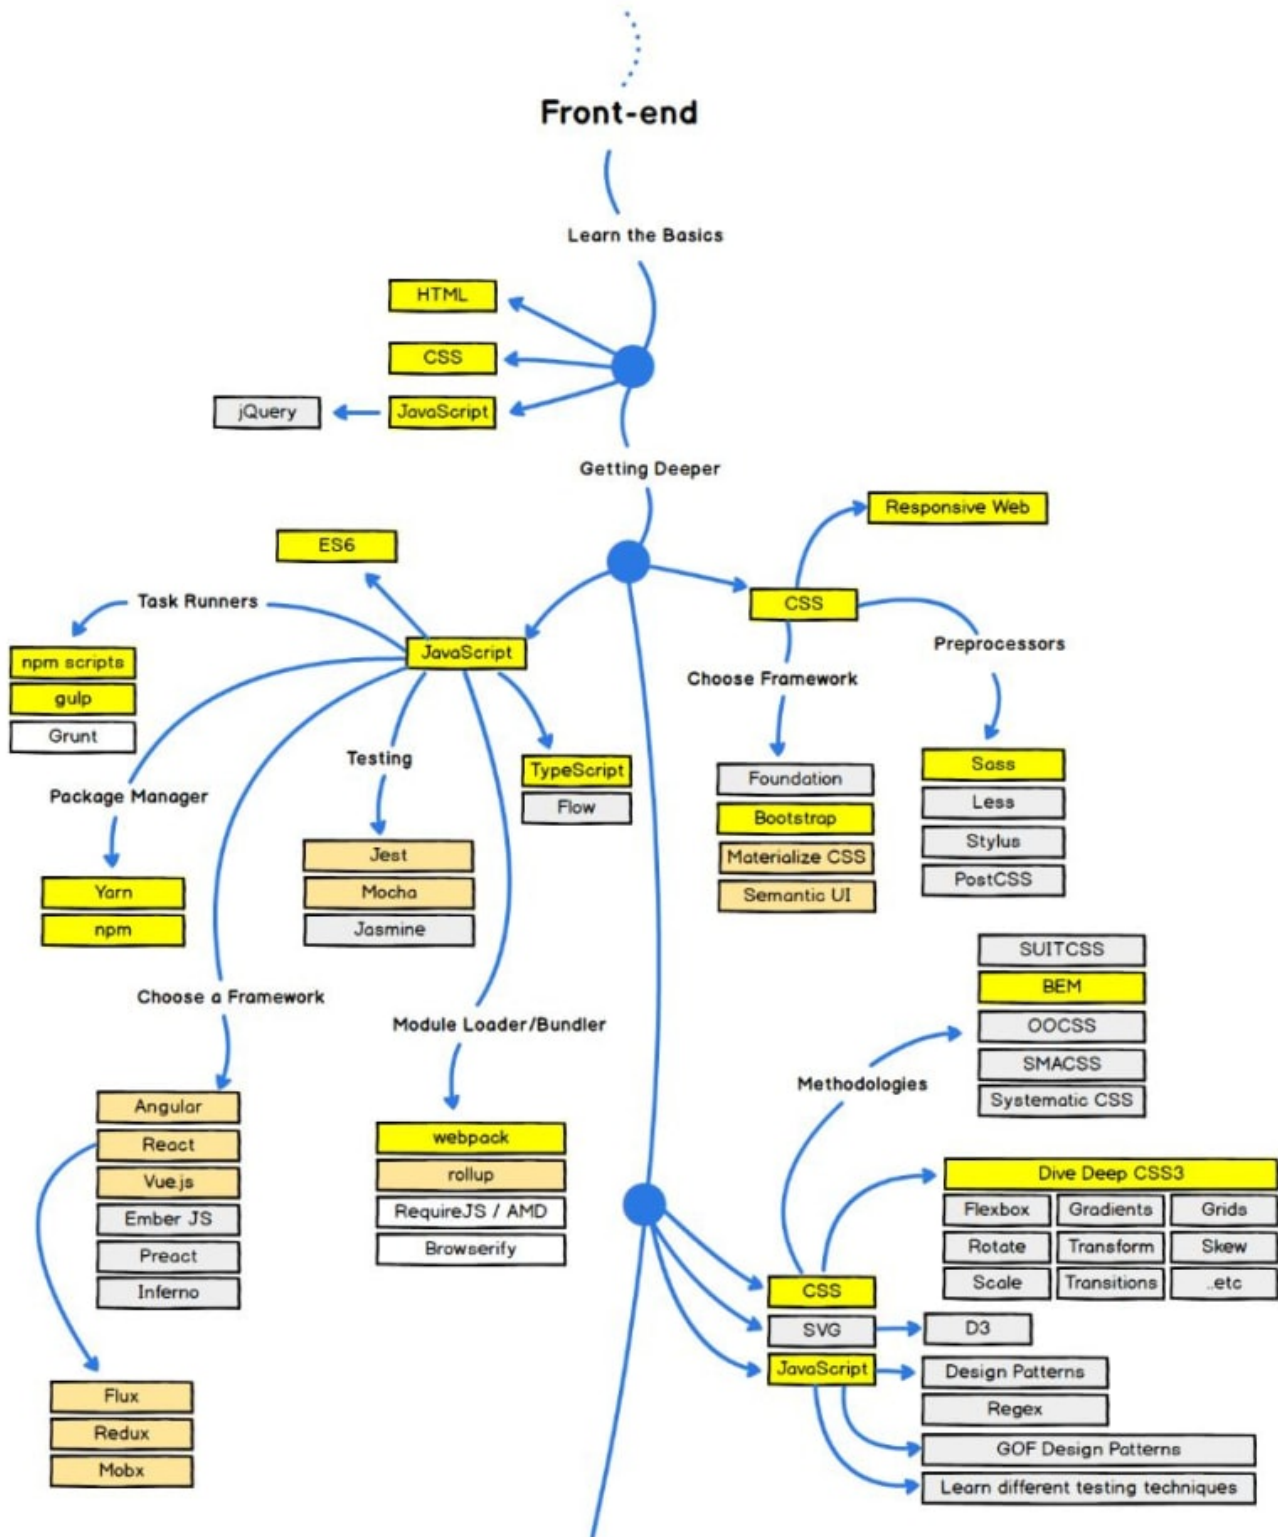 Front-end
Learn the Basics
HTML
CSS
jQuery
JavaScript
Getting Deeper
Responsive Web
ES6
Task Runners
CSS
npm scripts
gulp
Grunt
JavaScript
Preprocessors
Choose Framework
Testing
TypeScript
Flow
Package Manager
Foundation
Bootstrap
Materialize CSS
Semantic UI
Sass
Less
Stylus
PostCSS
Jest
Mocha
Jasmine
Yarn
npm
SUITCSS
BEM
OOCSS
SMACSS
Systematic CSS
Choose a Framework
Module Loader/Bundler
Methodologies
Angular
React
Vue.js
Ember JS
Preact
Inferno
webpack
rollup
RequireJS / AMD
Browserify
Dive Deep CSS3
Flexbox Gradients Grids
Rotate Transform Skew
Scale Transitions ..etc
CSS
SVG
D3
JavaScript
Design Patterns
Regex
GOF Design Patterns
Learn different testing techniques
Flux
Redux
Mobx